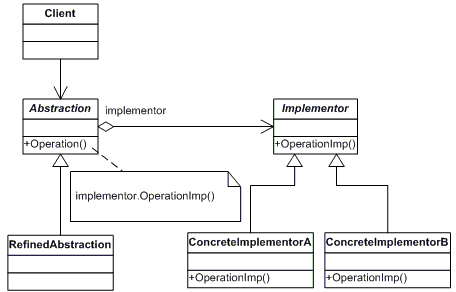 Client
Abstraction
implementor
Implementor
+Operation()
+OperationImp()
implementor.OperationImp()
RefinedAbstraction
ConcreteImplementorA
ConcreteImplementorB
+OperationImp()
+OperationImp()